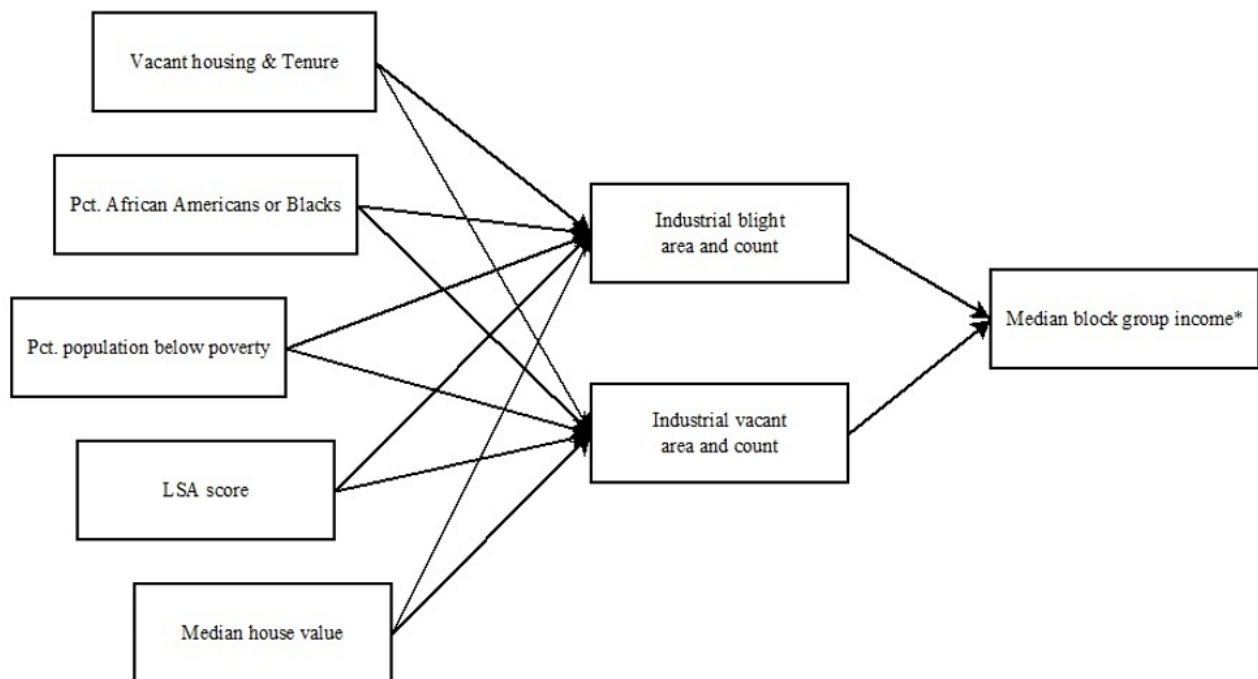 Vacant housing & Tenure
Pct. African Americans or Blacks
Pct. population below poverty
LSA score
Median house value
Industrial blight
area and count
Industrial vacant
area and count
Median block group income*